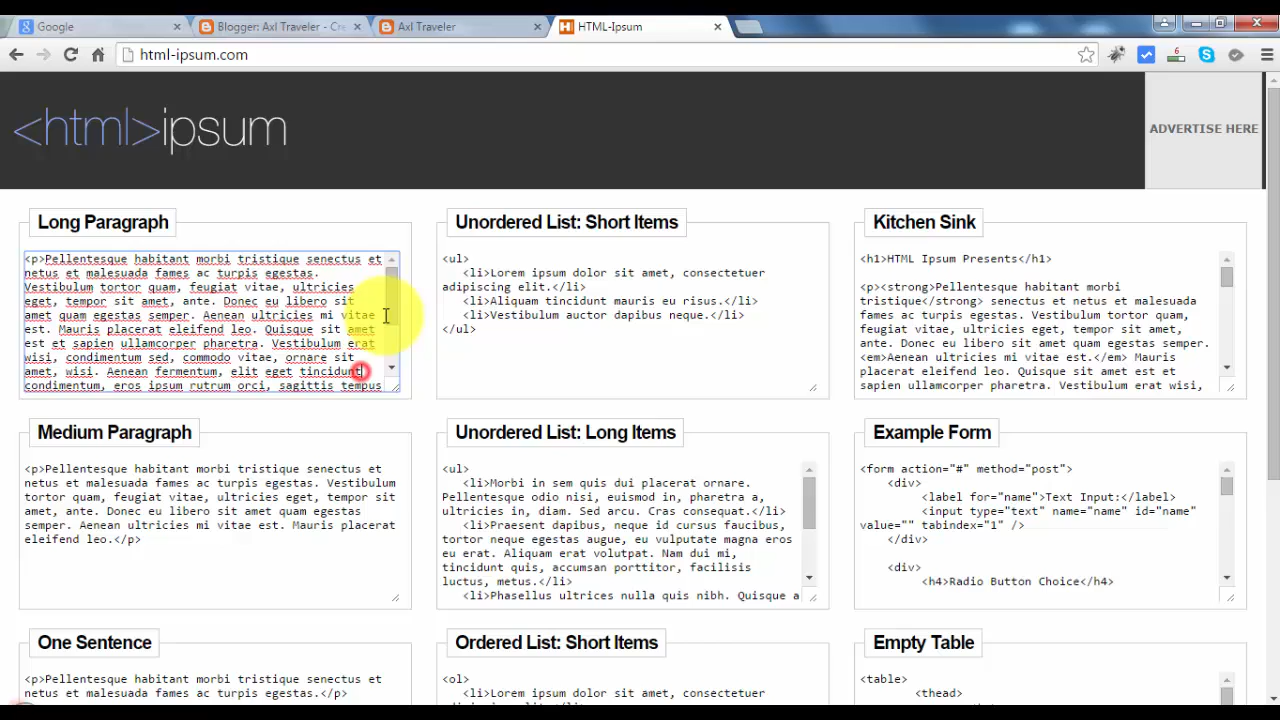 Google
Blogger: Axl Traveler - Cre
Axl Traveler
HTML-Ipsum
html-ipsum.com
6
<html>ipsum
ADVERTISE HERE
Long Paragraph
<p>Pellentesque habitant morbi tristique senectus et
netus et malesuada fames ac turpis egestas.
Vestibulum tortor quam, feugiat vitae, ultricies
eget, tempor sit amet, ante. Donec eu libero sit
amet quam egestas semper. Aenean ultricies mi vitae
est. Mauris placerat eleifend leo. Quisque sit amet
est et sapien ullamcorper pharetra. Vestibulum erat
wisi, condimentum sed, commodo vitae, ornare sit
amet, wisi. Aenean fermentum, elit eget tincidunt
condimentum, eros ipsum rutrum orci, sagittis tempus
Unordered List: Short Items
<ul>
<li>Lorem ipsum dolor sit amet, consectetuer
adipiscing elit.</li>
<li>Aliquam tincidunt mauris eu risus.</li>
<li>Vestibulum auctor dapibus neque.</li>
</ul>
Kitchen Sink
<h1>HTML Ipsum Presents</h1>
<p><strong>Pellentesque habitant morbi
tristique</strong> senectus et netus et malesuada
fames ac turpis egestas. Vestibulum tortor quam,
feugiat vitae, ultricies eget, tempor sit amet,
ante. Donec eu libero sit amet quam egestas semper.
<em>Aenean ultricies mi vitae est.</em> Mauris
placerat eleifend leo. Quisque sit amet est et
sapien ullamcorper pharetra. Vestibulum erat wisi,
Medium Paragraph
<p>Pellentesque habitant morbi tristique senectus et
netus et malesuada fames ac turpis egestas. Vestibulum
tortor quam, feugiat vitae, ultricies eget, tempor sit
amet, ante. Donec eu libero sit amet quam egestas
semper. Aenean ultricies mi vitae est. Mauris placerat
eleifend leo.</p>
Unordered List: Long Items
<ul>
<li>Morbi in sem quis dui placerat ornare.
Pellentesque odio nisi, euismod in, pharetra a,
ultricies in, diam. Sed arcu. Cras consequat.</li>
<li>Praesent dapibus, neque id cursus faucibus,
tortor neque egestas augue, eu vulputate magna eros
eu erat. Aliquam erat volutpat. Nam dui mi,
tincidunt quis, accumsan porttitor, facilisis
luctus, metus.</li>
<li>Phasellus ultrices nulla quis nibh. Quisque a
Example Form
<form action="#" method="post">
<div>
<label for="name">Text Input:</label>
<input type="text" name="name" id="name"
value="" tabindex="1" />
</div>
<div>
<h4>Radio Button Choice</h4>
One Sentence
<p>Pellentesque habitant morbi tristique senectus et
netus et malesuada fames ac turpis egestas.</p>
Ordered List: Short Items
<ol>
<li>Lorem ipsum dolor sit amet, consectetuer
Empty Table
<table>
<thead>